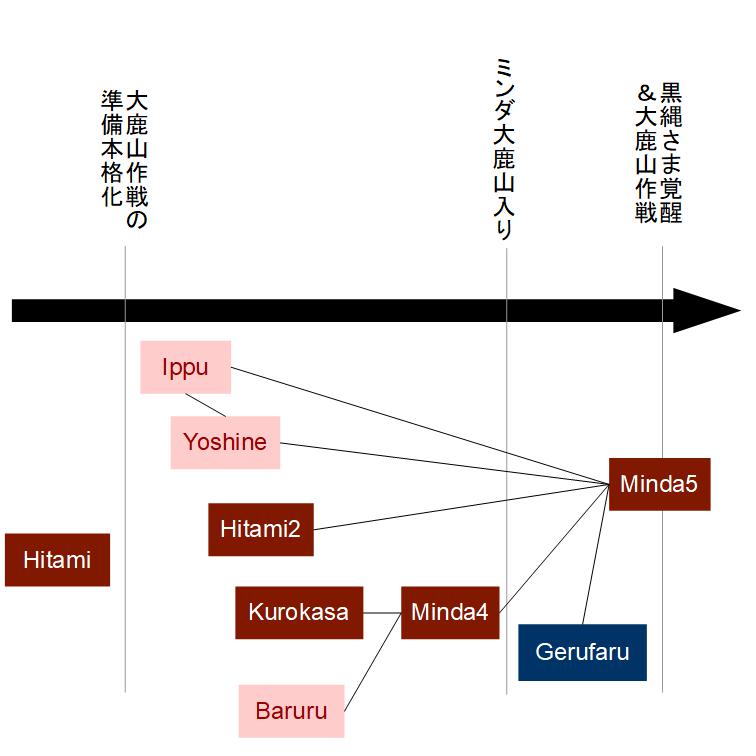 大鹿山作戦の
準備本格化
ミンダ大鹿山入り
黒縄さま覚醒
&大鹿山作戦
Ippu
Yoshine
Minda5
Hitami2
Hitami
Kurokasa
Minda4
Gerufaru
Baruru